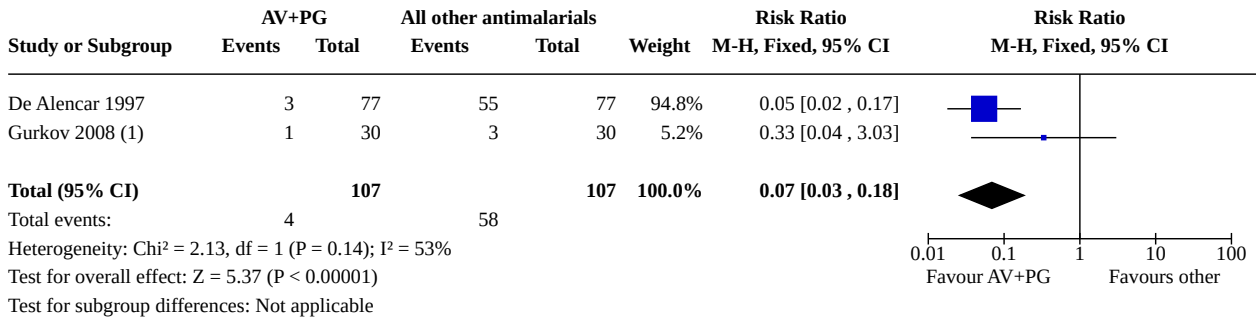 AV+PG All other antimalarials Risk Ratio Risk Ratio
Study or Subgroup Events Total Events Total Weight M-H, Fixed, 95% CI M-H, Fixed, 95% CI
De Alencar 1997 3 77 55 77 94.8% 0.05 [0.02 , 0.17]
Gurkov 2008 (1) 1 30 3 30 5.2% 0.33 [0.04 , 3.03]
Total (95% CI) 107 107 100.0% 0.07 [0.03 , 0.18]
Total events: 4 58
Heterogeneity: Chi² = 2.13, df = 1 (P = 0.14); I² = 53%
0.01 0.1 1 10 100
Test for overall effect: Z = 5.37 (P < 0.00001)
Favour AV+PG Favours other
Test for subgroup differences: Not applicable